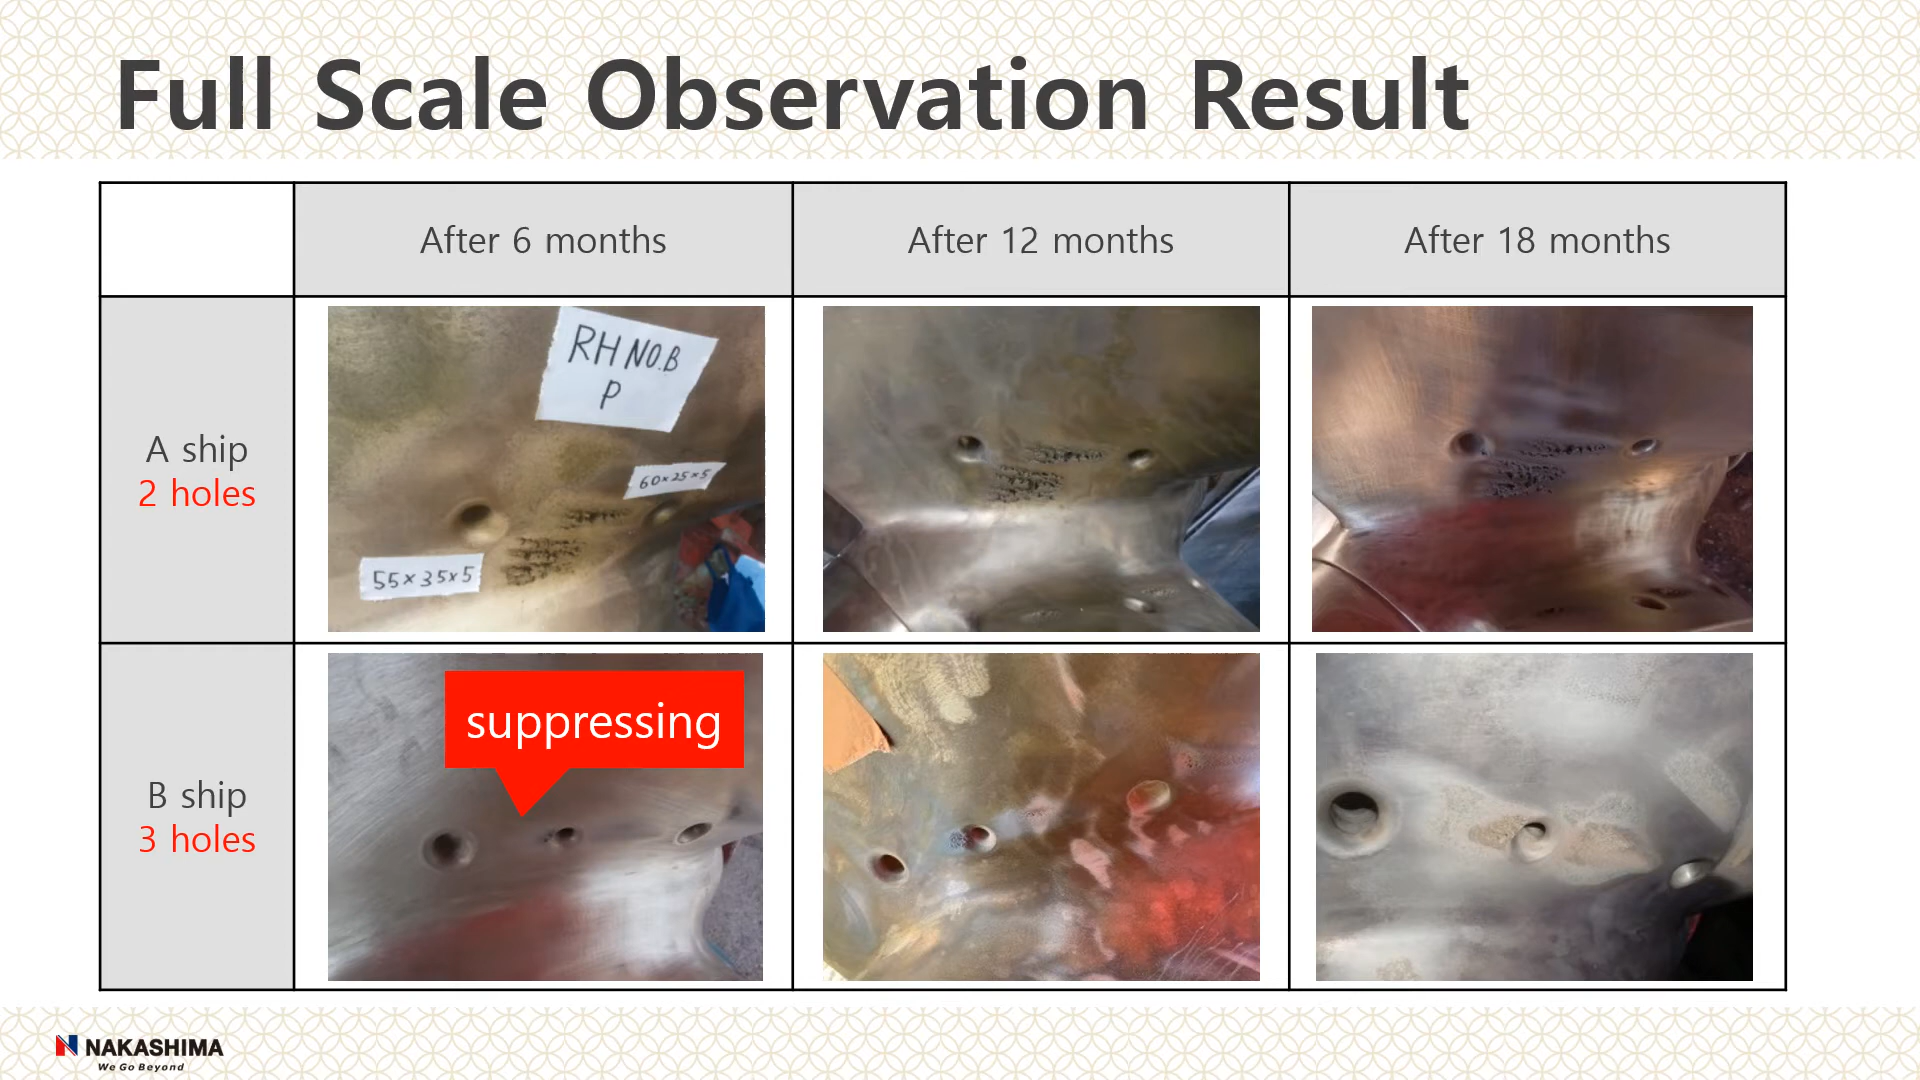 Full Scale Observation Result
After 6 months
After 12 months
After 18 months
A ship
2 holes
RH NO.B
P
60×25×5
55×35×5
B ship
3 holes
suppressing
NAKASHIMA
We Go Beyond